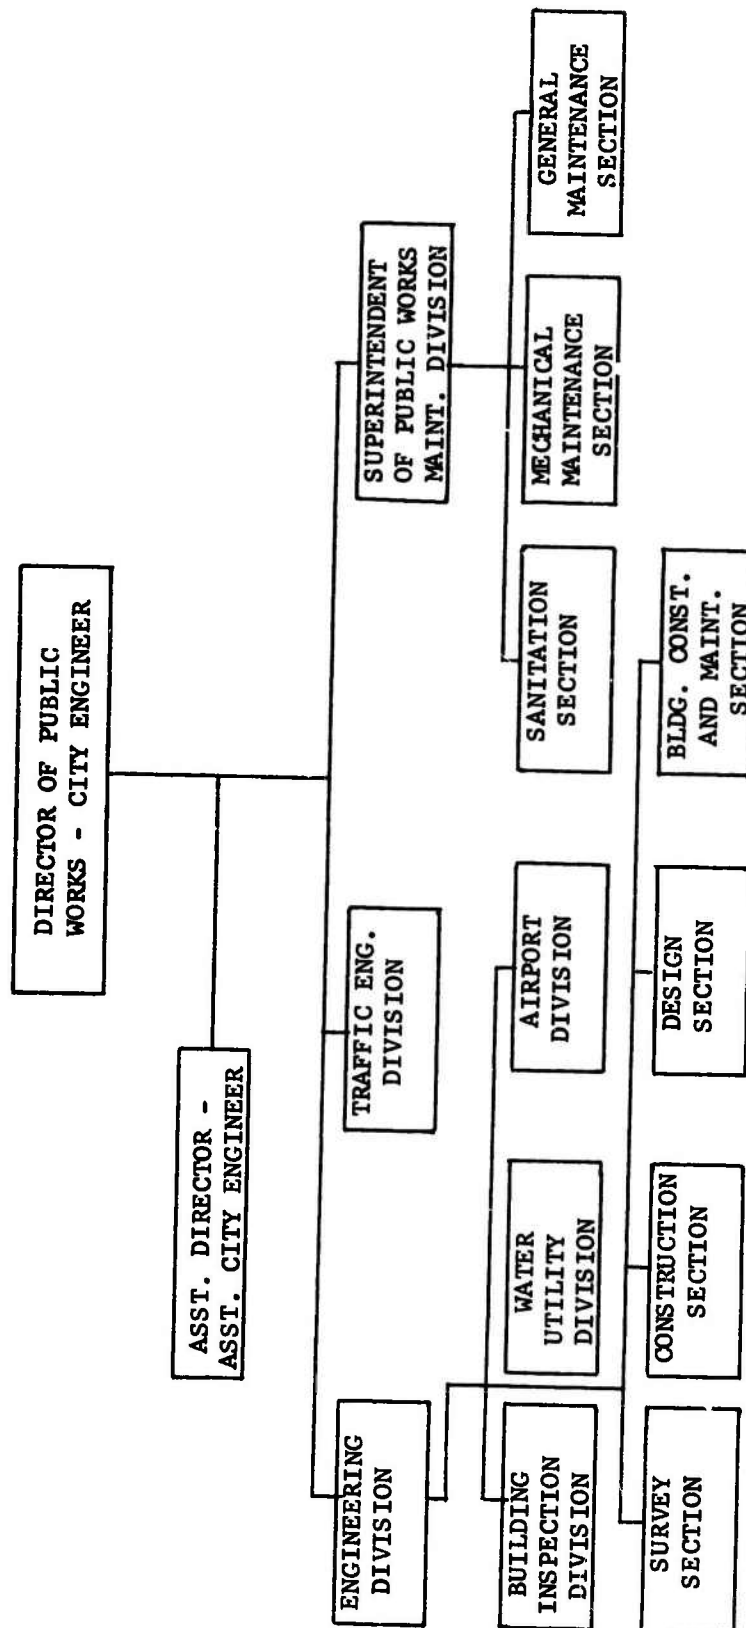 DIRECTOR OF PUBLIC
WORKS - CITY ENGINEER
ASST. DIRECTOR -
ASST. CITY ENGINEER
ENGINEERING
DIVISION
TRAFFIC ENG.
DIVISION
SUPERINTENDENT
OF PUBLIC WORKS
MAINT. DIVISION
BUILDING
INSPECTION
DIVISION
WATER
UTILITY
DIVISION
AIRPORT
DIVISION
SANITATION
SECTION
MECHANICAL
MAINTENANCE
SECTION
GENERAL
MAINTENANCE
SECTION
SURVEY
SECTION
CONSTRUCTION
SECTION
DESIGN
SECTION
BLDG. CONST.
AND MAINT.
SECTION